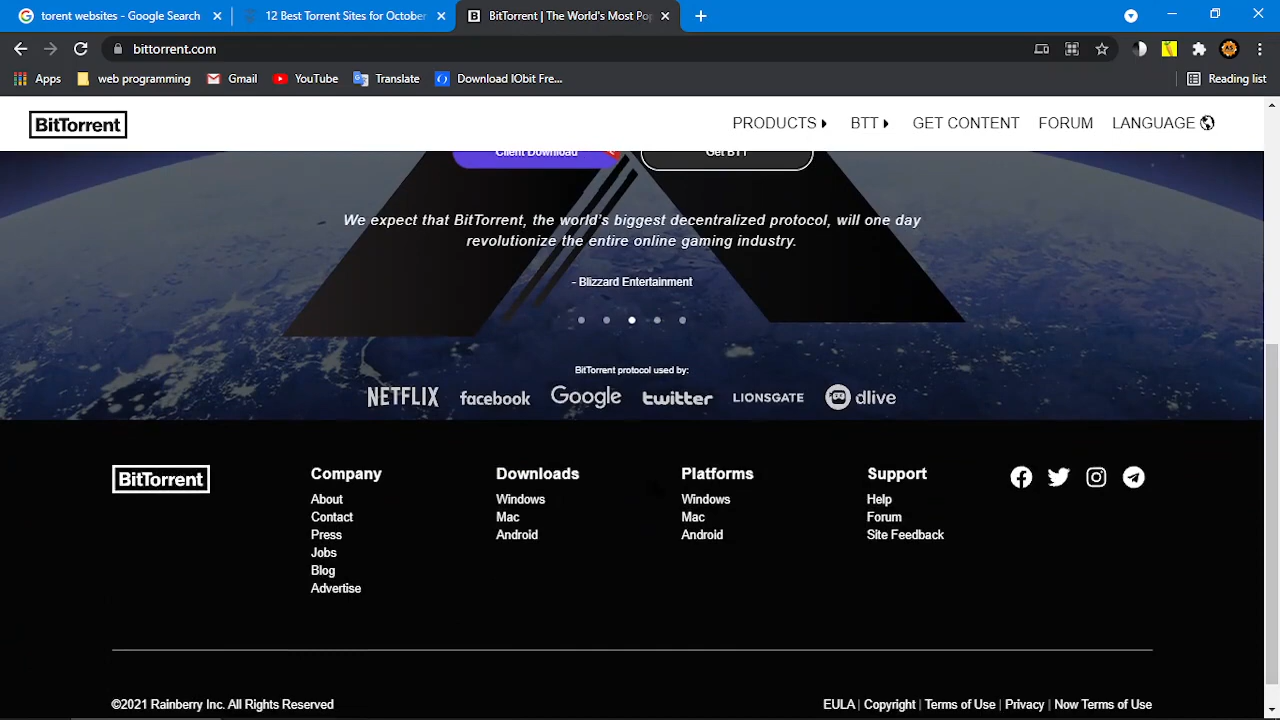 torent websites - Google Search
12 Best Torrent Sites for October
BitTorrent | The World's Most Pop
bittorrent.com
Apps
web programming
Gmail
YouTube
Translate
Download IObit Fre...
Reading list
BitTorrent
PRODUCTS
BTT
GET CONTENT
FORUM
LANGUAGE
Client Download
Get BTT
We expect that BitTorrent, the world's biggest decentralized protocol, will one day
revolutionize the entire online gaming industry.
- Blizzard Entertainment
BitTorrent protocol used by:
NETFLIX
facebook
Google
twitter
LIONSGATE
dlive
BitTorrent
Company
About
Contact
Press
Jobs
Blog
Advertise
Downloads
Windows
Mac
Android
Platforms
Windows
Mac
Android
Support
Help
Forum
Site Feedback
©2021 Rainberry Inc. All Rights Reserved
EULA | Copyright | Terms of Use | Privacy | Now Terms of Use